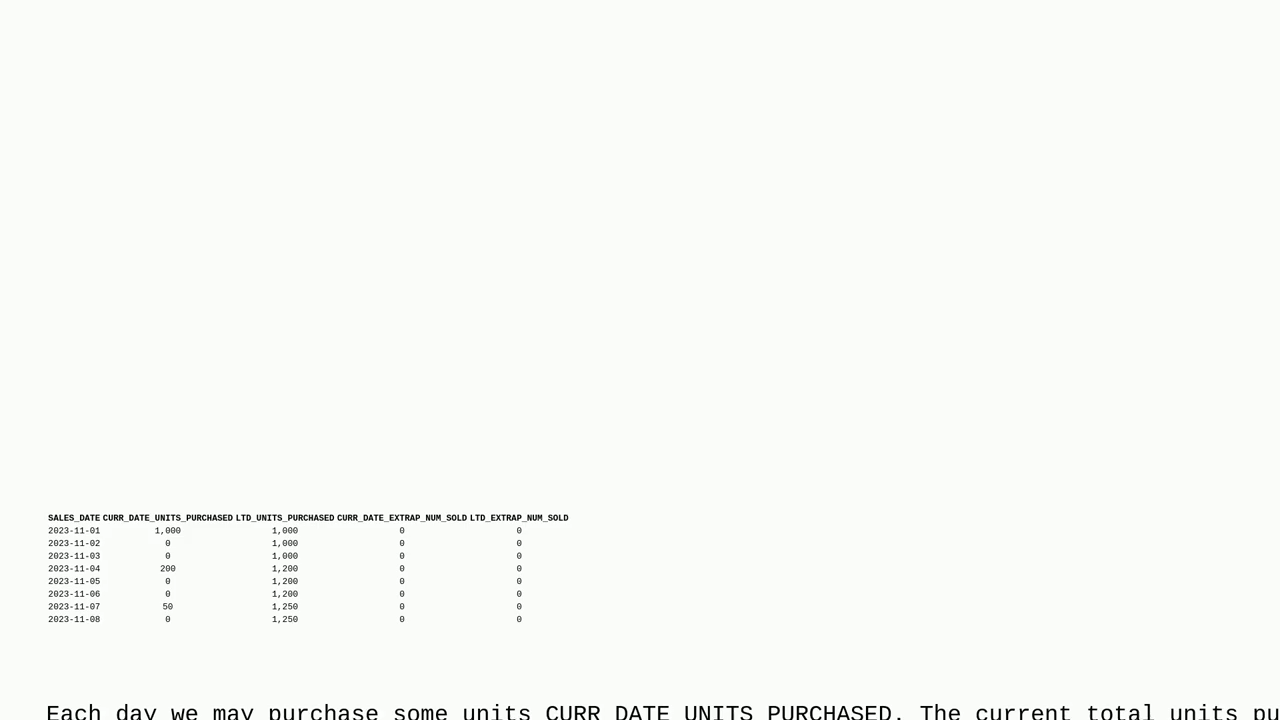 SALES_DATE CURR_DATE_UNITS_PURCHASED LTD_UNITS_PURCHASED CURR_DATE_EXTRAP_NUM_SOLD LTD_EXTRAP_NUM_SOLD
2023-11-01 1,000 1,000 0 0
2023-11-02 0 1,000 0 0
2023-11-03 0 1,000 0 0
2023-11-04 200 1,200 0 0
2023-11-05 0 1,200 0 0
2023-11-06 0 1,200 0 0
2023-11-07 50 1,250 0 0
2023-11-08 0 1,250 0 0
Each day we may purchase some units CURR_DATE_UNITS_PURCHASED. The current total units pu